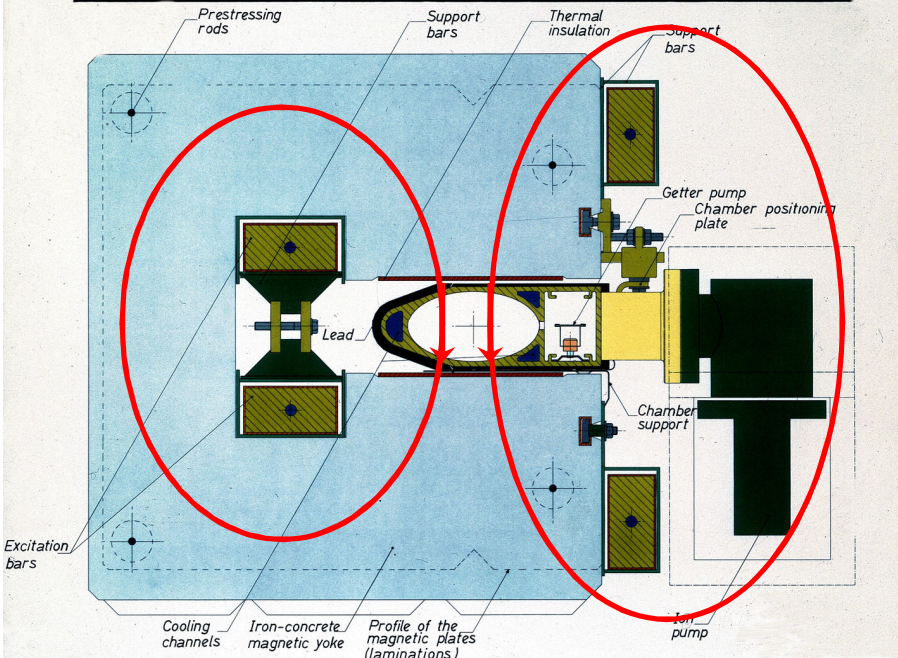 Prestressing
rods
Support
bars
Thermal
insulation
Support
bars
Getter pump
Chamber positioning
plate
Lead
Chamber
support
Excitation
bars
Cooling
channels
Iron-concrete
magnetic yoke
Profile of the
magnetic plates
(laminations)
Ion
pump